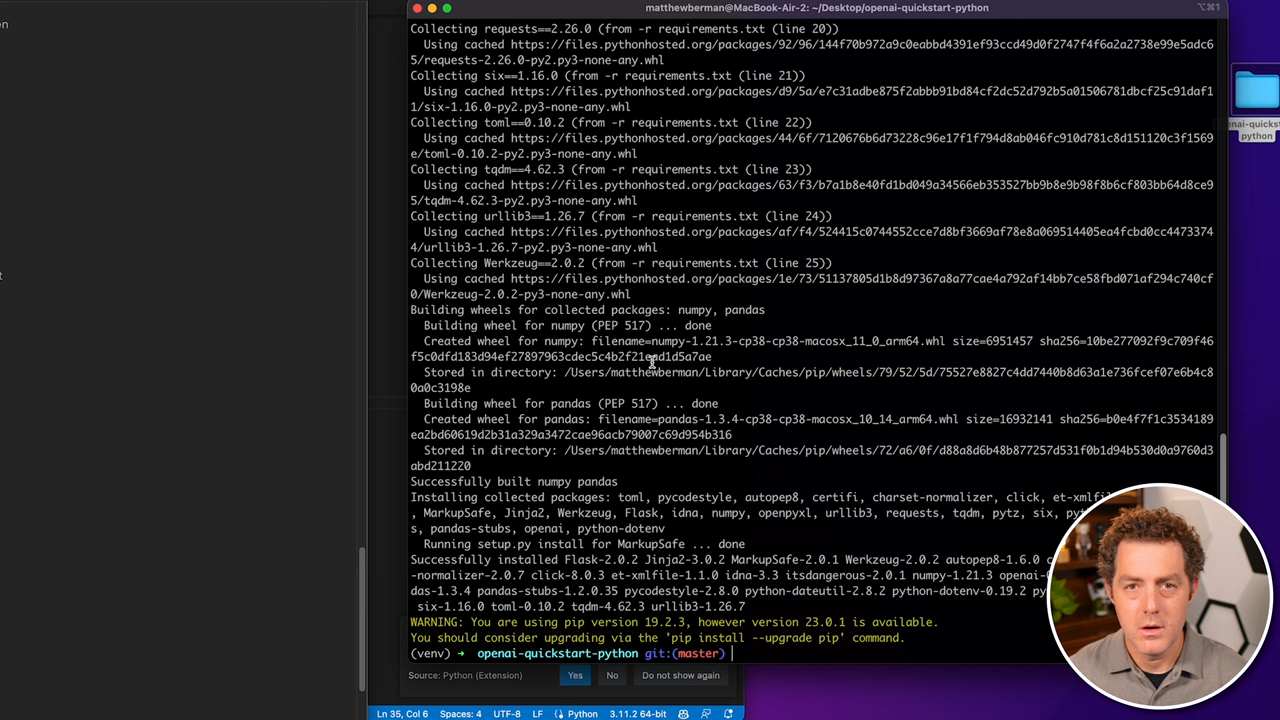 en
t
matthewberman@MacBook-Air-2: ~/Desktop/openai-quickstart-python
⌥⌘1
Collecting requests==2.26.0 (from -r requirements.txt (line 20))
Using cached https://files.pythonhosted.org/packages/92/96/144f70b972a9c0eabbd4391ef93ccd49d0f2747f4f6a2a2738e99e5adc6
5/requests-2.26.0-py2.py3-none-any.whl
Collecting six==1.16.0 (from -r requirements.txt (line 21))
Using cached https://files.pythonhosted.org/packages/d9/5a/e7c31adbe875f2abbb91bd84cf2dc52d792b5a01506781dbcf25c91daf1
1/six-1.16.0-py2.py3-none-any.whl
Collecting toml==0.10.2 (from -r requirements.txt (line 22))
Using cached https://files.pythonhosted.org/packages/44/6f/7120676b6d73228c96e17f1f794d8ab046fc910d781c8d151120c3f1569
e/toml-0.10.2-py2.py3-none-any.whl
Collecting tqdm==4.62.3 (from -r requirements.txt (line 23))
Using cached https://files.pythonhosted.org/packages/63/f3/b7a1b8e40fd1bd049a34566eb353527bb9b8e9b98f8b6cf803bb64d8ce9
5/tqdm-4.62.3-py2.py3-none-any.whl
Collecting urllib3==1.26.7 (from -r requirements.txt (line 24))
Using cached https://files.pythonhosted.org/packages/af/f4/524415c0744552cce7d8bf3669af78e8a069514405ea4fcbd0cc4473374
4/urllib3-1.26.7-py2.py3-none-any.whl
Collecting Werkzeug==2.0.2 (from -r requirements.txt (line 25))
Using cached https://files.pythonhosted.org/packages/1e/73/51137805d1b8d97367a8a77cae4a792af14bb7ce58fbd071af294c740cf
0/Werkzeug-2.0.2-py3-none-any.whl
Building wheels for collected packages: numpy, pandas
Building wheel for numpy (PEP 517) ... done
Created wheel for numpy: filename=numpy-1.21.3-cp38-cp38-macosx_11_0_arm64.whl size=6951457 sha256=10be277092f9c709f46
f5c0dfd183d94ef27897963cdec5c4b2f21ead1d5a7ae
Stored in directory: /Users/matthewberman/Library/Caches/pip/wheels/79/52/5d/75527e8827c4dd7440b8d63a1e736fcef07e6b4c8
0a0c3198e
Building wheel for pandas (PEP 517) ... done
Created wheel for pandas: filename=pandas-1.3.4-cp38-cp38-macosx_10_14_arm64.whl size=16932141 sha256=b0e4f7f1c3534189
ea2bd60619d2b31a329a3472cae96acb79007c69d954b316
Stored in directory: /Users/matthewberman/Library/Caches/pip/wheels/72/a6/0f/d88a8d6b48b877257d531f0b1d94b530d0a9760d3
abd211220
Successfully built numpy pandas
Installing collected packages: toml, pycodestyle, autopep8, certifi, charset-normalizer, click, et-xmlfi
, MarkupSafe, Jinja2, Werkzeug, Flask, idna, numpy, openpyxl, urllib3, requests, tqdm, pytz, six, pyt
s, pandas-stubs, openai, python-dotenv
Running setup.py install for MarkupSafe ... done
Successfully installed Flask-2.0.2 Jinja2-3.0.2 MarkupSafe-2.0.1 Werkzeug-2.0.2 autopep8-1.6.0 c
-normalizer-2.0.7 click-8.0.3 et-xmlfile-1.1.0 idna-3.3 itsdangerous-2.0.1 numpy-1.21.3 openai-0
das-1.3.4 pandas-stubs-1.2.0.35 pycodestyle-2.8.0 python-dateutil-2.8.2 python-dotenv-0.19.2 py
six-1.16.0 toml-0.10.2 tqdm-4.62.3 urllib3-1.26.7
WARNING: You are using pip version 19.2.3, however version 23.0.1 is available.
You should consider upgrading via the 'pip install --upgrade pip' command.
(venv) ➜ openai-quickstart-python git:(master)
enai-quickst
python
Source: Python (Extension)
Yes
No
Do not show again
Ln 35, Col 6
Spaces: 4
UTF-8
LF
Python
3.11.2 64-bit